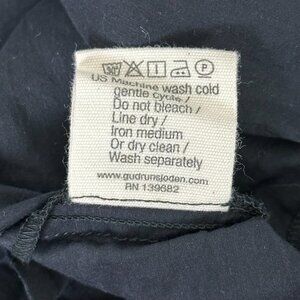 P
US Machine wash cold
gentle cycle /
Do not bleach /
Line dry /
Iron medium
Or dry clean /
Wash separately
www.gudrunsjoden.com
RN 139682